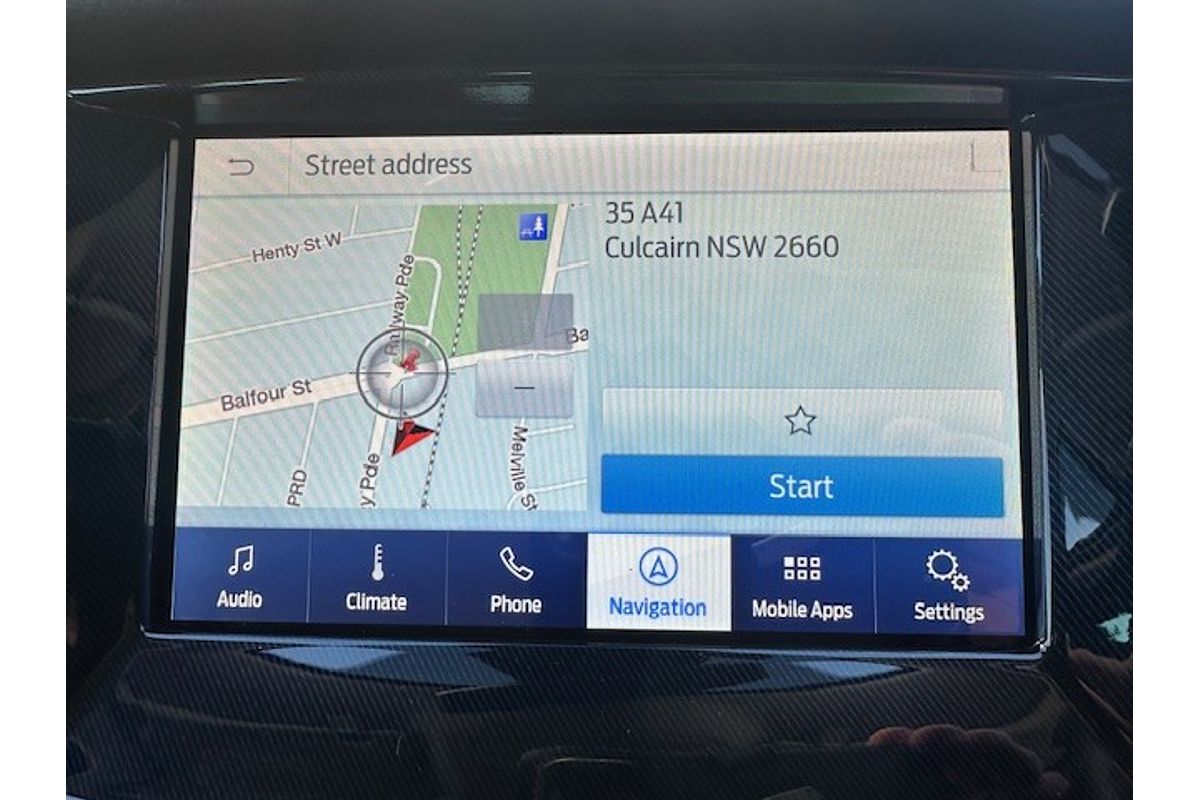 Street address
35 A41
Culcairn NSW 2660
Henty St W
Railway Pde
Balfour St
Ba
PRD
y Pde
Melville St
Start
Audio
Climate
Phone
Navigation
Mobile Apps
Settings